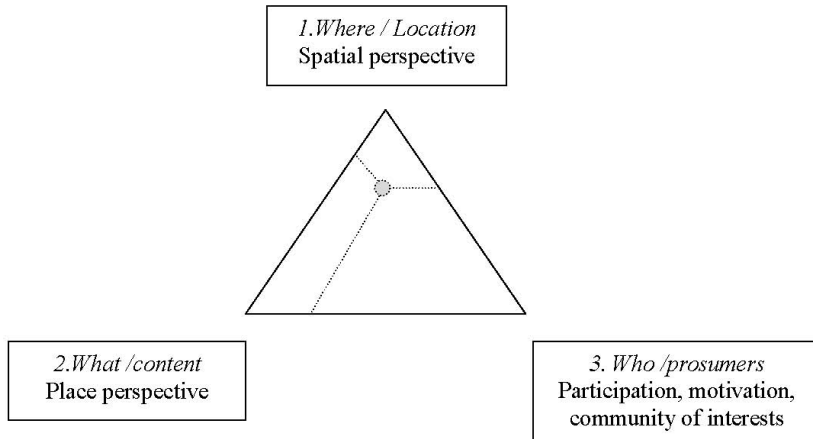 1.Where / Location
Spatial perspective
2.What /content
Place perspective
3. Who /prosumers
Participation, motivation,
community of interests